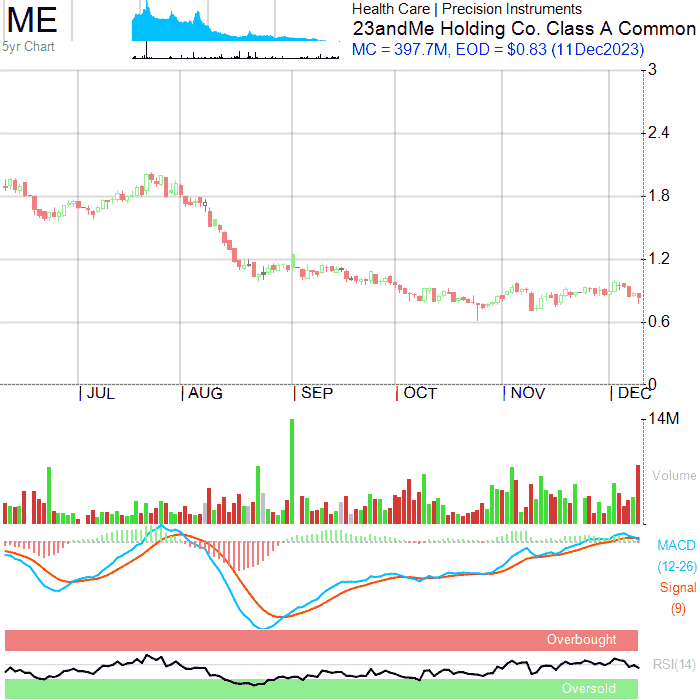 ME
5yr Chart
Health Care | Precision Instruments
23andMe Holding Co. Class A Common
MC = 397.7M, EOD = $0.83 (11Dec2023)
3
2.4
1.8
1.2
0.6
0
JUL
AUG
SEP
OCT
NOV
DEC
14M
Volume
MACD
(12-26)
Signal
(9)
Overbought
RSI(14)
Oversold